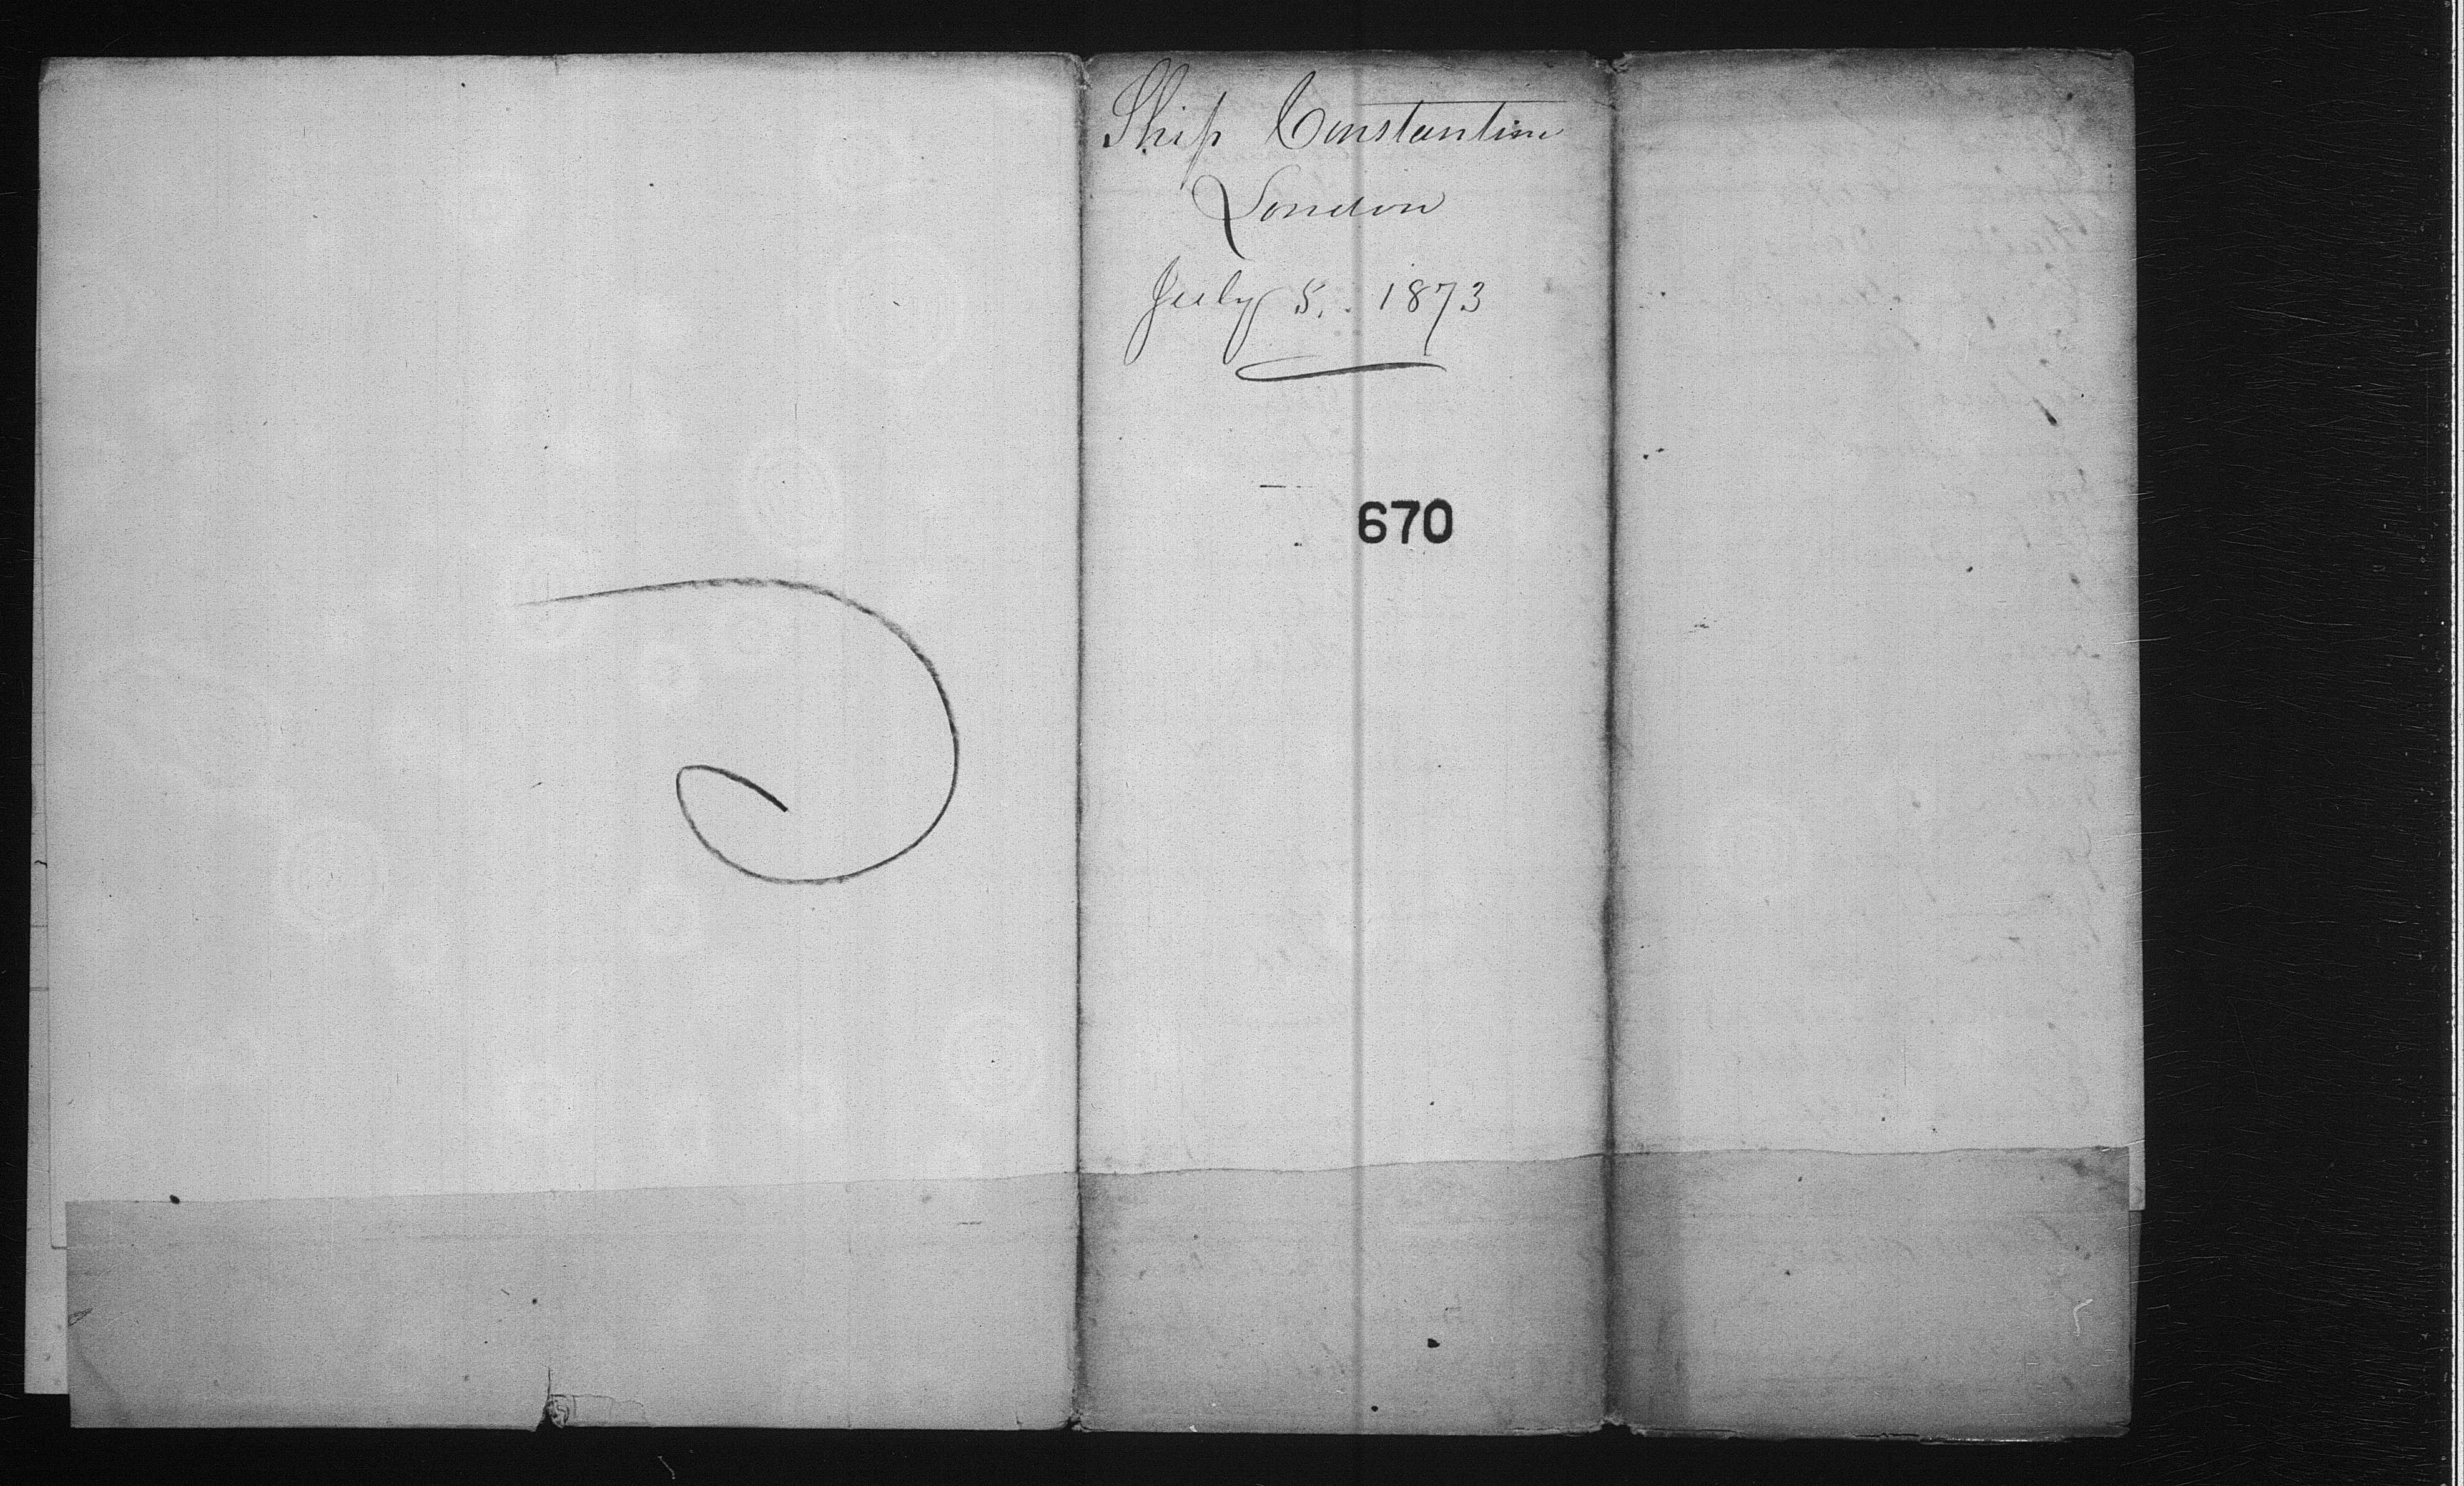 Ship Constantine
London
July 5. 1873
670